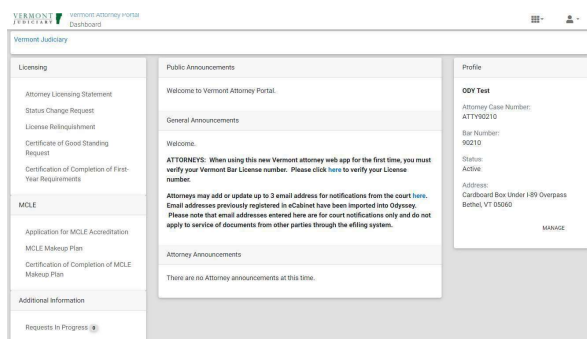 VERMONT
JUDICIARY
Vermont Attorney Portal
Dashboard
Vermont Judiciary
Licensing
Attorney Licensing Statement
Status Change Request
License Relinquishment
Certificate of Good Standing
Request
Certification of Completion of First-
Year Requirements
MCLE
Application for MCLE Accreditation
MCLE Makeup Plan
Certification of Completion of MCLE
Makeup Plan
Additional Information
Requests In Progress 0
Public Announcements
Welcome to Vermont Attorney Portal.
General Announcements
Welcome.
ATTORNEYS: When using this new Vermont attorney web app for the first time, you must
verify your Vermont Bar License number. Please click here to verify your License
number.
Attorneys may add or update up to 3 email address for notifications from the court here.
Email addresses previously registered in eCabinet have been imported into Odyssey.
Please note that email addresses entered here are for court notifications only and do not
apply to service of documents from other parties through the efiling system.
Attorney Announcements
There are no Attorney announcements at this time.
Profile
ODY Test
Attorney Case Number:
ATTY90210
Bar Number:
90210
Status:
Active
Address:
Cardboard Box Under I-89 Overpass
Bethel, VT 05060
MANAGE